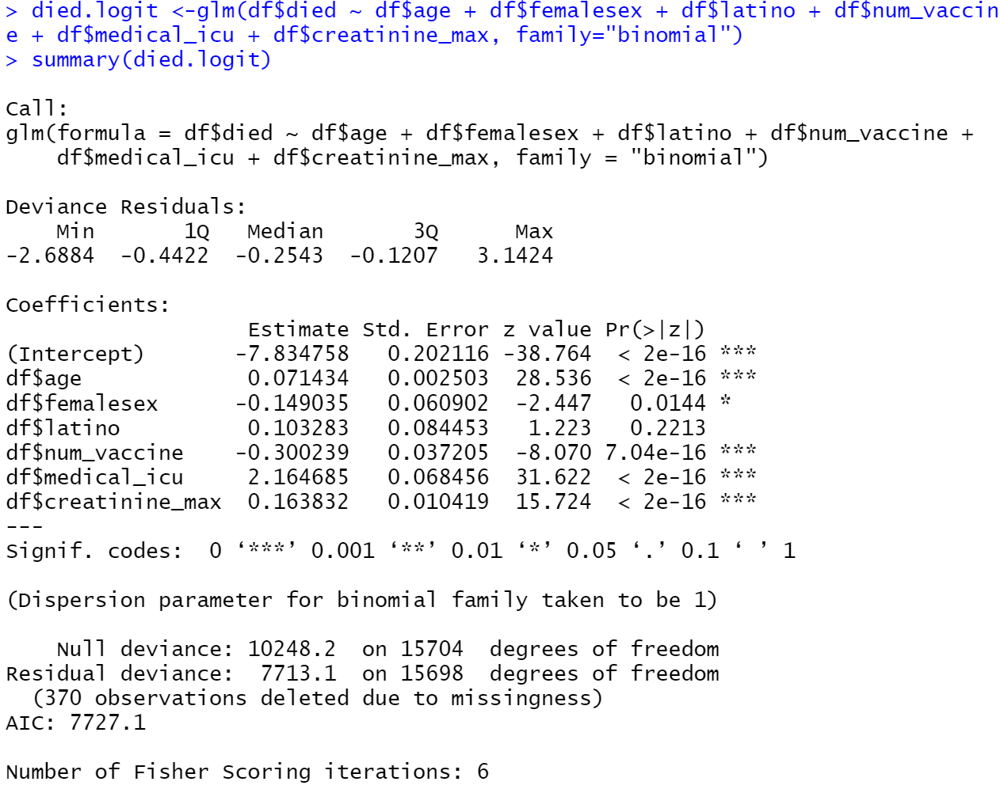 > died.logit <-glm(df$died ~ df$age + df$femalesex + df$latino + df$num_vaccin
e + df$medical_icu + df$creatinine_max, family="binomial")
> summary(died.logit)

Call:
glm(formula = df$died ~ df$age + df$femalesex + df$latino + df$num_vaccine +
    df$medical_icu + df$creatinine_max, family = "binomial")

Deviance Residuals:
    Min       1Q   Median       3Q      Max
-2.6884  -0.4422  -0.2543  -0.1207   3.1424

Coefficients:
                   Estimate Std. Error z value Pr(>|z|)
(Intercept)       -7.834758   0.202116 -38.764  < 2e-16 ***
df$age             0.071434   0.002503  28.536  < 2e-16 ***
df$femalesex      -0.149035   0.060902  -2.447   0.0144 *
df$latino          0.103283   0.084453   1.223   0.2213
df$num_vaccine    -0.300239   0.037205  -8.070 7.04e-16 ***
df$medical_icu     2.164685   0.068456  31.622  < 2e-16 ***
df$creatinine_max  0.163832   0.010419  15.724  < 2e-16 ***
---
Signif. codes:  0 ‘***’ 0.001 ‘**’ 0.01 ‘*’ 0.05 ‘.’ 0.1 ‘ ’ 1

(Dispersion parameter for binomial family taken to be 1)

    Null deviance: 10248.2  on 15704  degrees of freedom
Residual deviance:  7713.1  on 15698  degrees of freedom
  (370 observations deleted due to missingness)
AIC: 7727.1

Number of Fisher Scoring iterations: 6